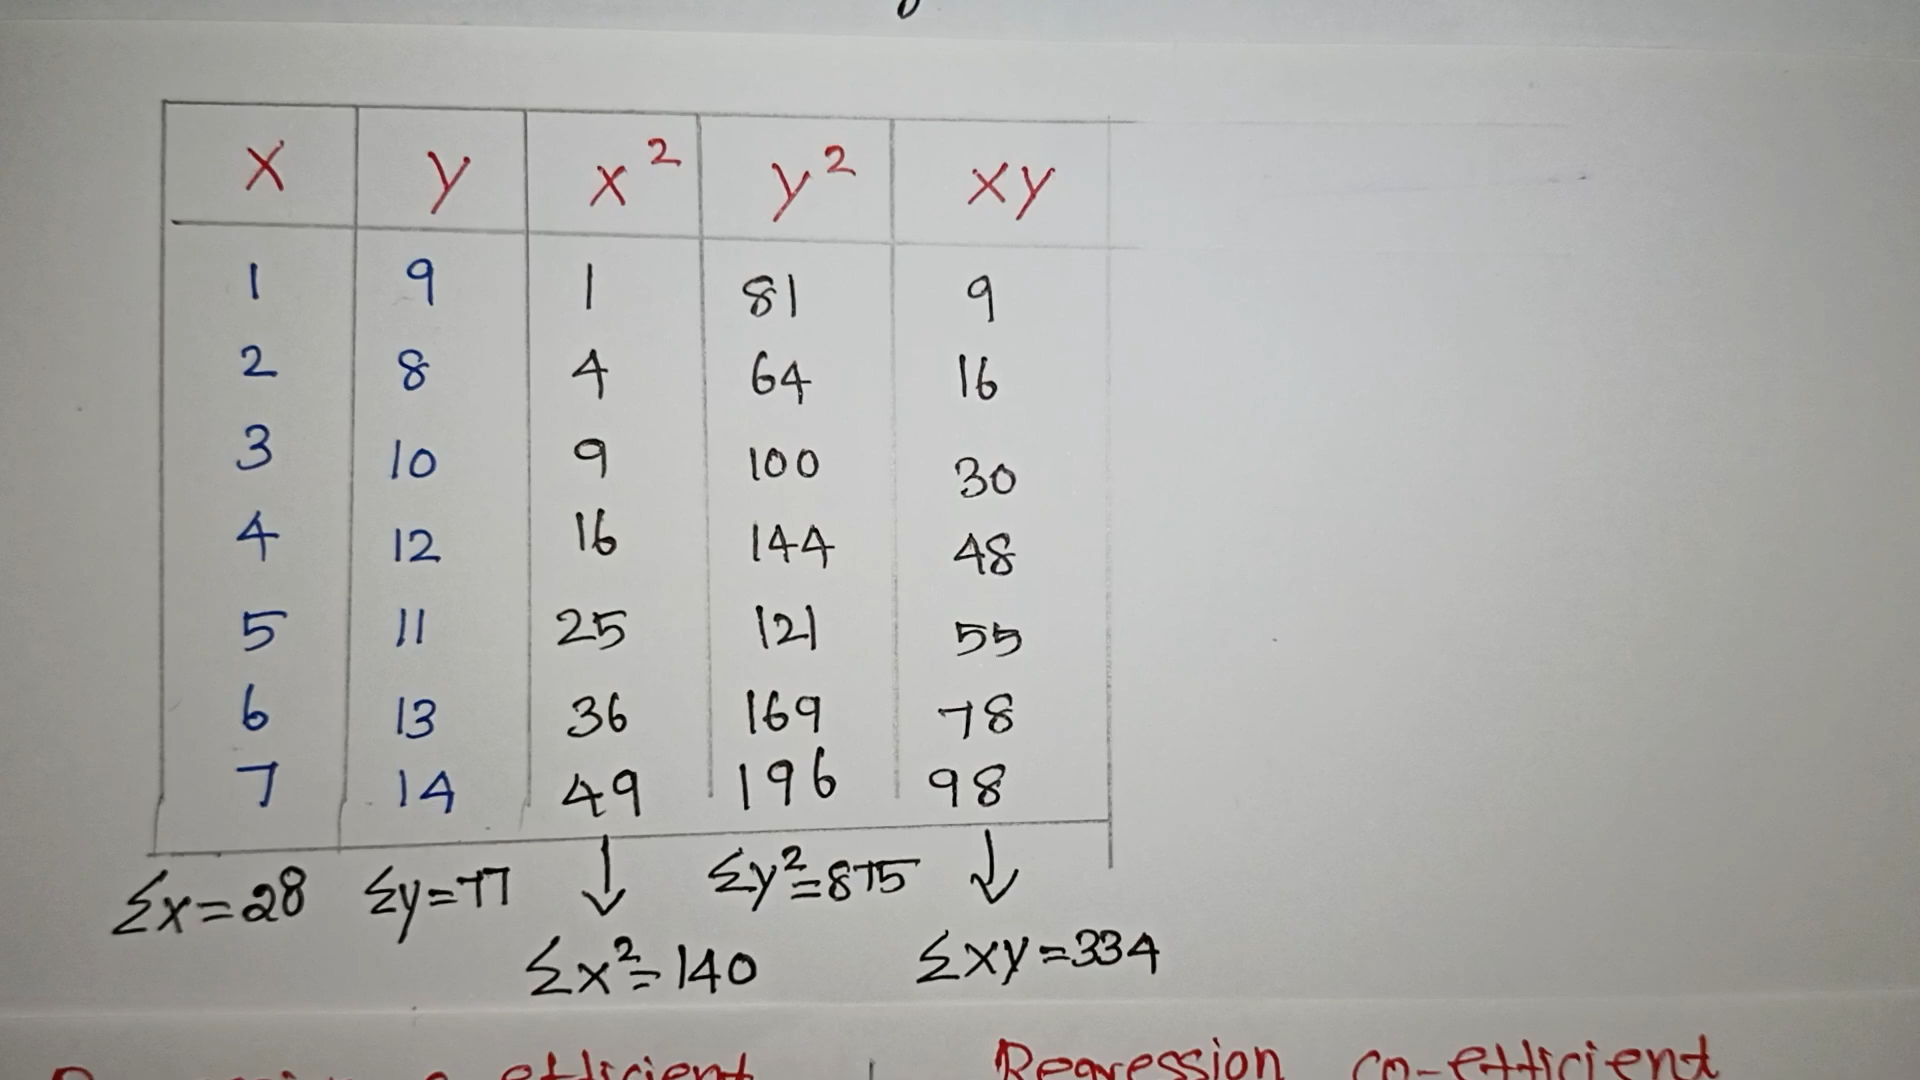 x y x² y² xy
1 9 1 81 9
2 8 4 64 16
3 10 9 100 30
4 12 16 144 48
5 11 25 121 55
6 13 36 169 78
7 14 49 196 98
Σx=28 Σy=77 ↓ Σy²=875 ↓
Σx²=140 Σxy=334
Regression co-efficient